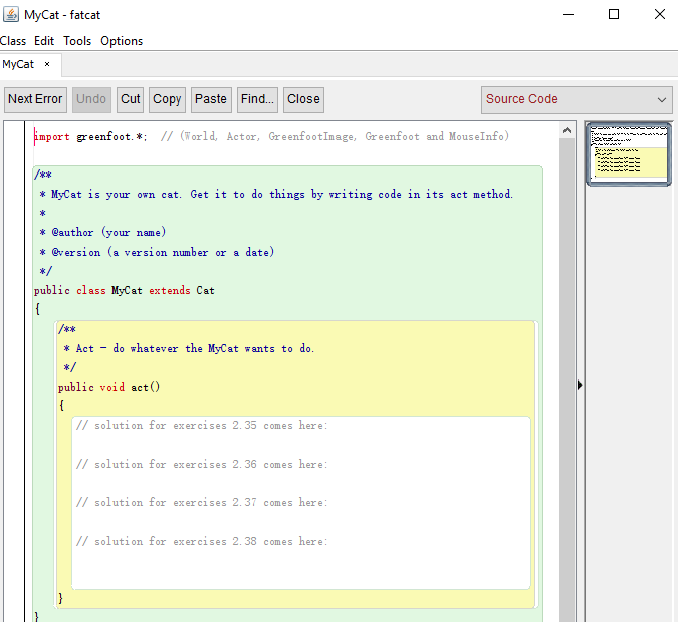 MyCat - fatcat
Class Edit Tools Options
MyCat ×
Next Error Undo Cut Copy Paste Find... Close Source Code
import greenfoot.*;  // (World, Actor, GreenfootImage, Greenfoot and MouseInfo)
/**
 * MyCat is your own cat. Get it to do things by writing code in its act method.
 *
 * @author (your name)
 * @version (a version number or a date)
 */
public class MyCat extends Cat
{
/**
 * Act - do whatever the MyCat wants to do.
 */
public void act()
{
// solution for exercises 2.35 comes here:
// solution for exercises 2.36 comes here:
// solution for exercises 2.37 comes here:
// solution for exercises 2.38 comes here:
}
}